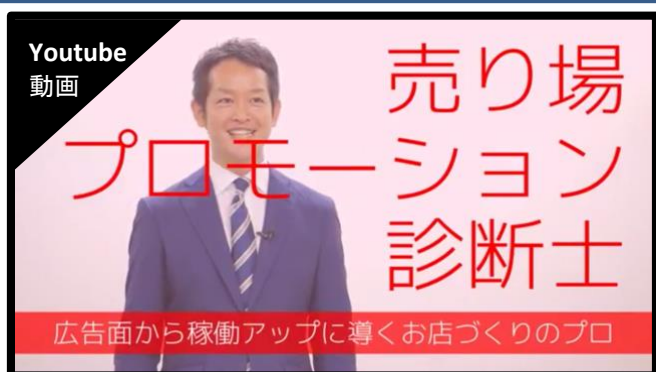 Youtube
動画
売り場
プロモーション
診断士
広告面から稼働アップに導くお店づくりのプロ